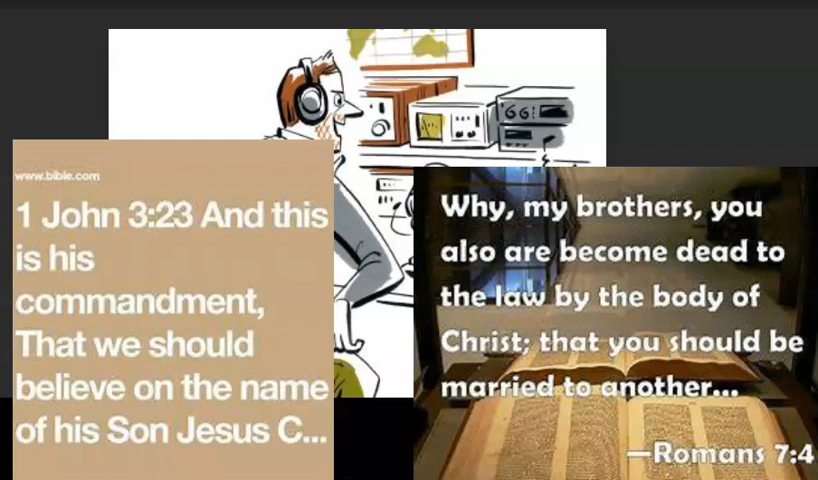 66:
www.bible.com
1 John 3:23 And this
is his
commandment,
That we should
believe on the name
of his Son Jesus C...
Why, my brothers, you
also are become dead to
the law by the body of
Christ; that you should be
married to another...
—Romans 7:4